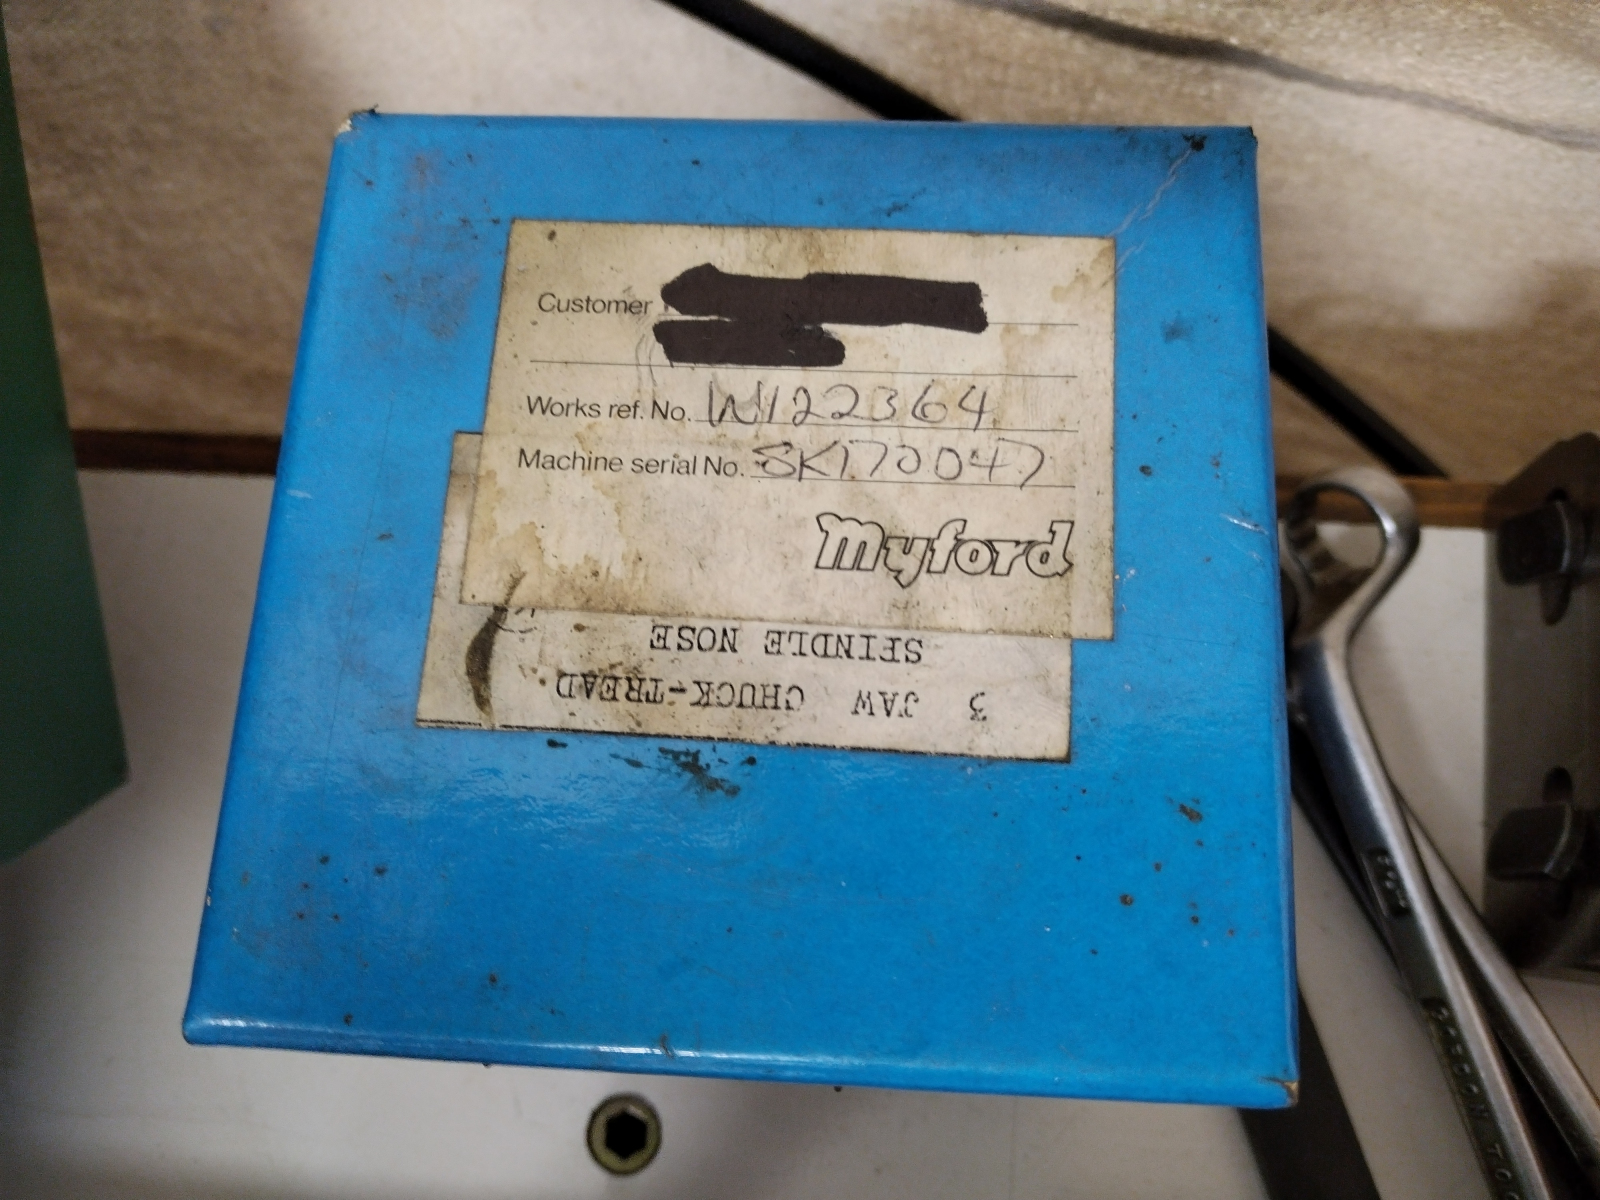 Customer
Works ref. No. W122364
Machine serial No. SK170047
Myford
3 JAW CHUCK-TREAD
SPINDLE NOSE